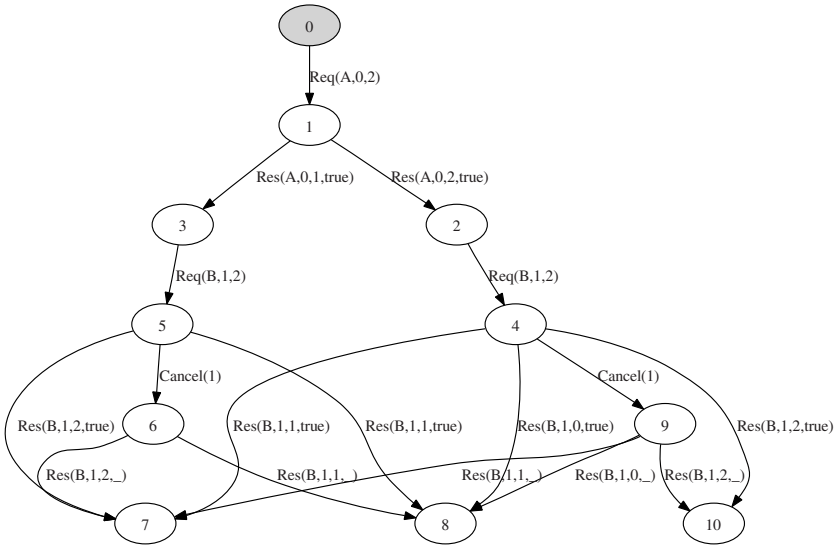 0
Req(A,0,2)
1
Res(A,0,1,true)
Res(A,0,2,true)
3
2
Req(B,1,2)
Req(B,1,2)
5
4
Cancel(1)
Cancel(1)
6
9
Res(B,1,2,true)
Res(B,1,1,true)
Res(B,1,1,true)
Res(B,1,0,true)
Res(B,1,2,true)
Res(B,1,2,_)
Res(B,1,1,_)
Res(B,1,1,_)
Res(B,1,0,_)
Res(B,1,2,_)
7
8
10